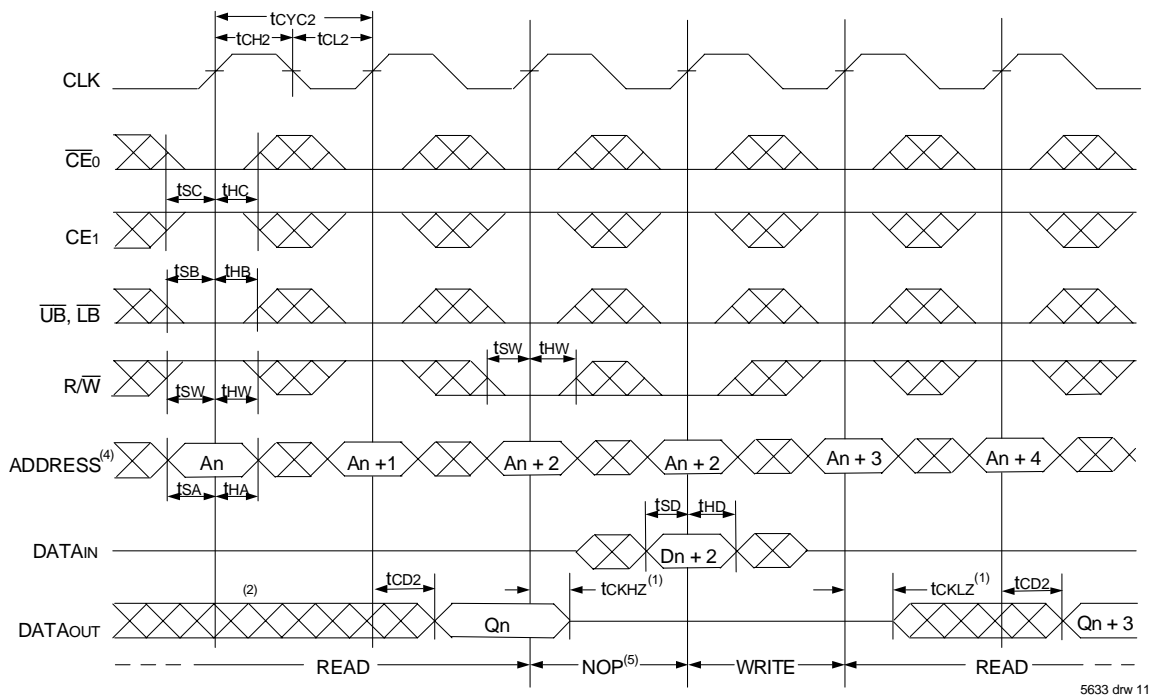 tCYC2
tCH2 tCL2
CLK
CE0
tSC tHC
CE1
tSB tHB
UB, LB
tSW tHW
R/W
tSW tHW
ADDRESS(4) An An +1 An + 2 An + 2 An + 3 An + 4
tSA tHA
tSD tHD
DATAIN Dn + 2
tCD2 tCKHZ(1) tCKLZ(1) tCD2
(2)
DATAOUT Qn Qn + 3
READ NOP(5) WRITE READ
5633 drw 11